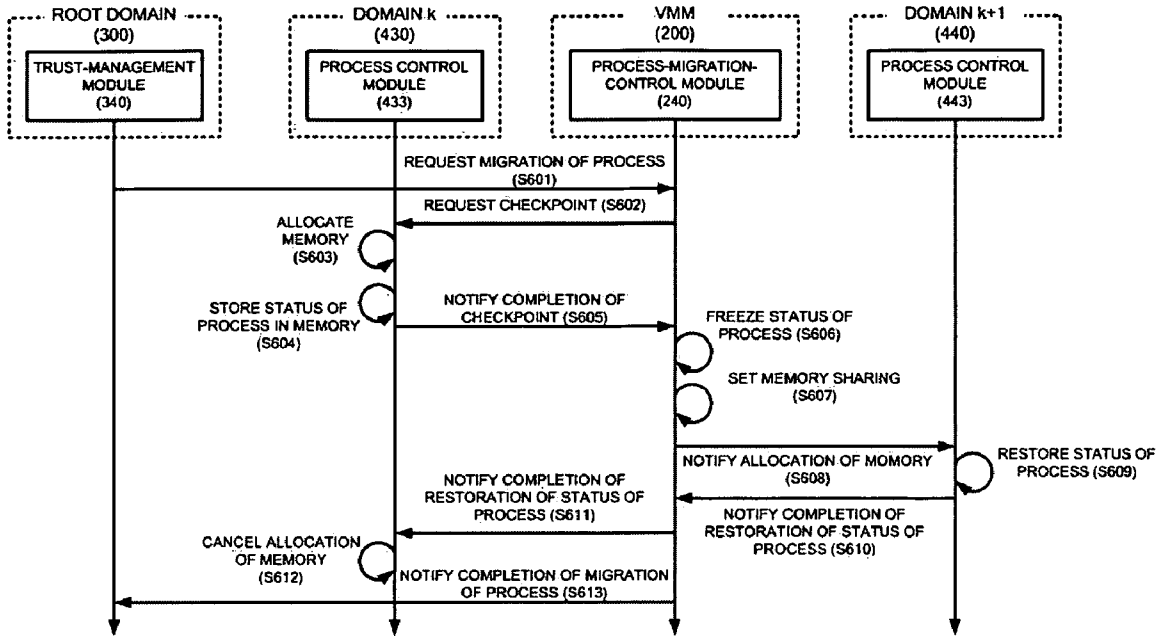 ROOT DOMAIN
(300)
TRUST-MANAGEMENT
MODULE
(340)
DOMAIN k
(430)
PROCESS CONTROL
MODULE
(433)
VMM
(200)
PROCESS-MIGRATION-
CONTROL MODULE
(240)
DOMAIN k+1
(440)
PROCESS CONTROL
MODULE
(443)
REQUEST MIGRATION OF PROCESS
(S601)
REQUEST CHECKPOINT (S602)
ALLOCATE
MEMORY
(S603)
STORE STATUS OF
PROCESS IN MEMORY
(S604)
NOTIFY COMPLETION OF
CHECKPOINT (S605)
FREEZE STATUS OF
PROCESS (S606)
SET MEMORY SHARING
(S607)
NOTIFY ALLOCATION OF MOMORY
(S608)
RESTORE STATUS OF
PROCESS (S609)
NOTIFY COMPLETION OF
RESTORATION OF STATUS OF
PROCESS (S610)
NOTIFY COMPLETION OF
RESTORATION OF STATUS OF
PROCESS (S611)
CANCEL ALLOCATION
OF MEMORY
(S612)
NOTIFY COMPLETION OF MIGRATION
OF PROCESS (S613)